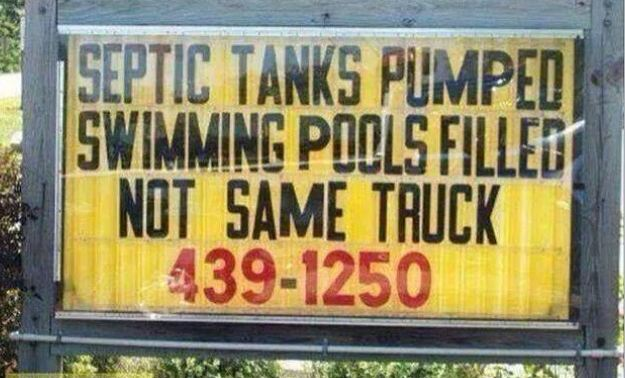 SEPTIC TANKS PUMPED
SWIMMING POOLS FILLED
NOT SAME TRUCK
439-1250